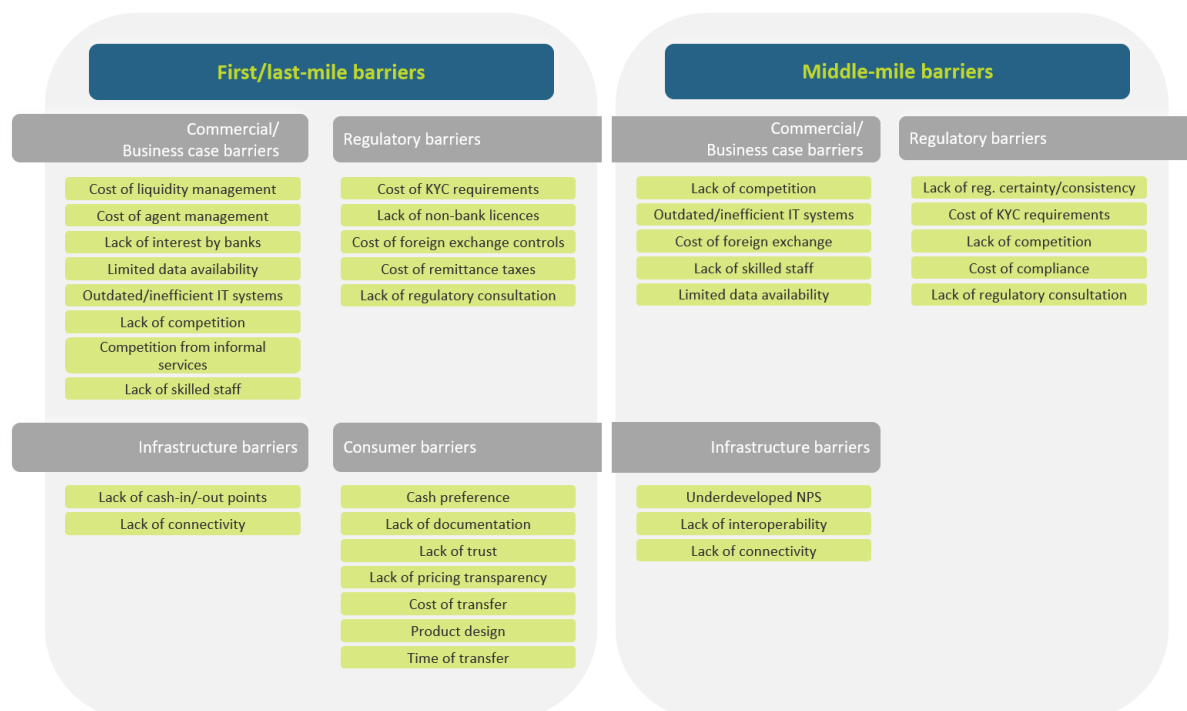 First/last-mile barriers
Commercial/
Business case barriers
Cost of liquidity management
Cost of agent management
Lack of interest by banks
Limited data availability
Outdated/inefficient IT systems
Lack of competition
Competition from informal
services
Lack of skilled staff
Regulatory barriers
Cost of KYC requirements
Lack of non-bank licences
Cost of foreign exchange controls
Cost of remittance taxes
Lack of regulatory consultation
Infrastructure barriers
Lack of cash-in/-out points
Lack of connectivity
Consumer barriers
Cash preference
Lack of documentation
Lack of trust
Lack of pricing transparency
Cost of transfer
Product design
Time of transfer
Middle-mile barriers
Commercial/
Business case barriers
Lack of competition
Outdated/inefficient IT systems
Cost of foreign exchange
Lack of skilled staff
Limited data availability
Regulatory barriers
Lack of reg. certainty/consistency
Cost of KYC requirements
Lack of competition
Cost of compliance
Lack of regulatory consultation
Infrastructure barriers
Underdeveloped NPS
Lack of interoperability
Lack of connectivity